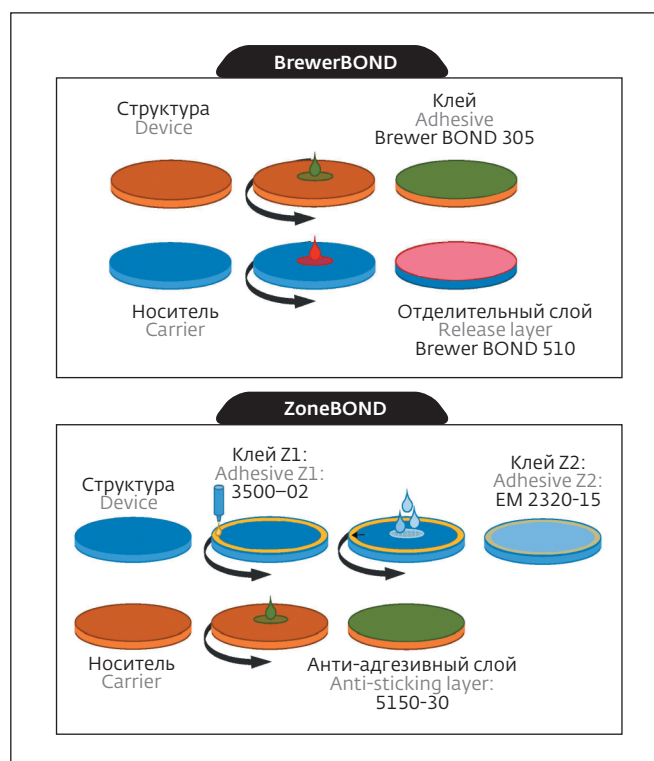 BrewerBOND
Структура
Device
Клей
Adhesive
Brewer BOND 305
Носитель
Carrier
Отделительный слой
Release layer
Brewer BOND 510
ZoneBOND
Структура
Device
Клей Z1:
Adhesive Z1:
3500–02
Клей Z2:
Adhesive Z2:
EM 2320-15
Носитель
Carrier
Анти-адгезивный слой
Anti-sticking layer:
5150-30